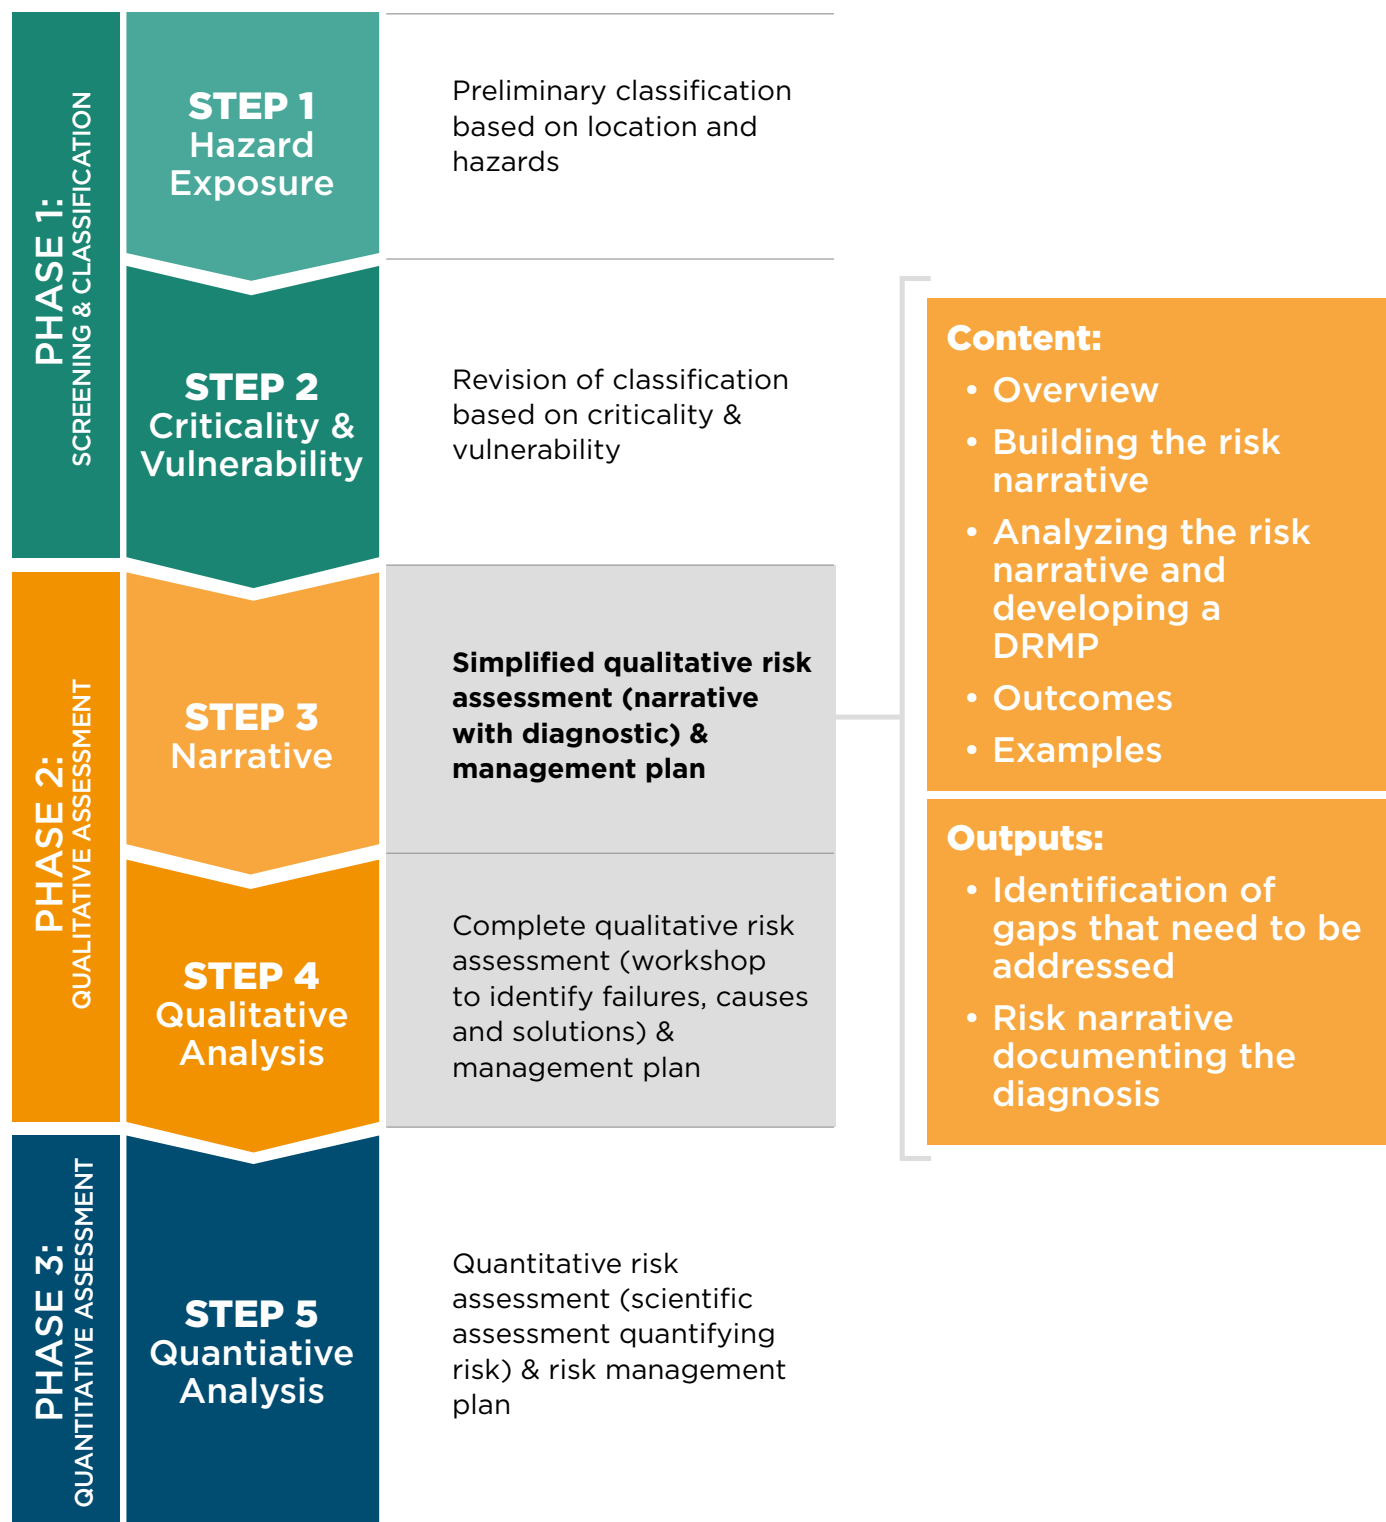 PHASE 1:
SCREENING & CLASSIFICATION
STEP 1
Hazard
Exposure
Preliminary classification
based on location and
hazards
STEP 2
Criticality &
Vulnerability
Revision of classification
based on criticality &
vulnerability
PHASE 2:
QUALITATIVE ASSESSMENT
STEP 3
Narrative
Simplified qualitative risk
assessment (narrative
with diagnostic) &
management plan
STEP 4
Qualitative
Analysis
Complete qualitative risk
assessment (workshop
to identify failures, causes
and solutions) &
management plan
PHASE 3:
QUANTITATIVE ASSESSMENT
STEP 5
Quantiative
Analysis
Quantitative risk
assessment (scientific
assessment quantifying
risk) & risk management
plan
Content:
• Overview
• Building the risk
narrative
• Analyzing the risk
narrative and
developing a
DRMP
• Outcomes
• Examples
Outputs:
• Identification of
gaps that need to be
addressed
• Risk narrative
documenting the
diagnosis